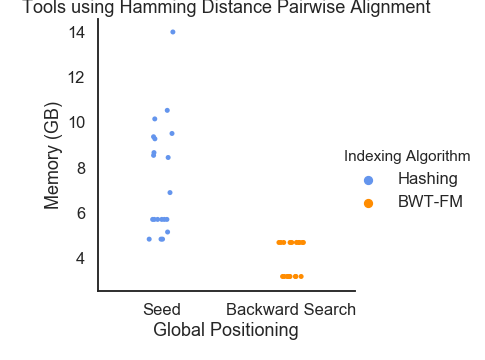 Tools using Hamming Distance Pairwise Alignment
14
12
10
8
6
4
Memory (GB)
Seed
Backward Search
Global Positioning
Indexing Algorithm
Hashing
BWT-FM